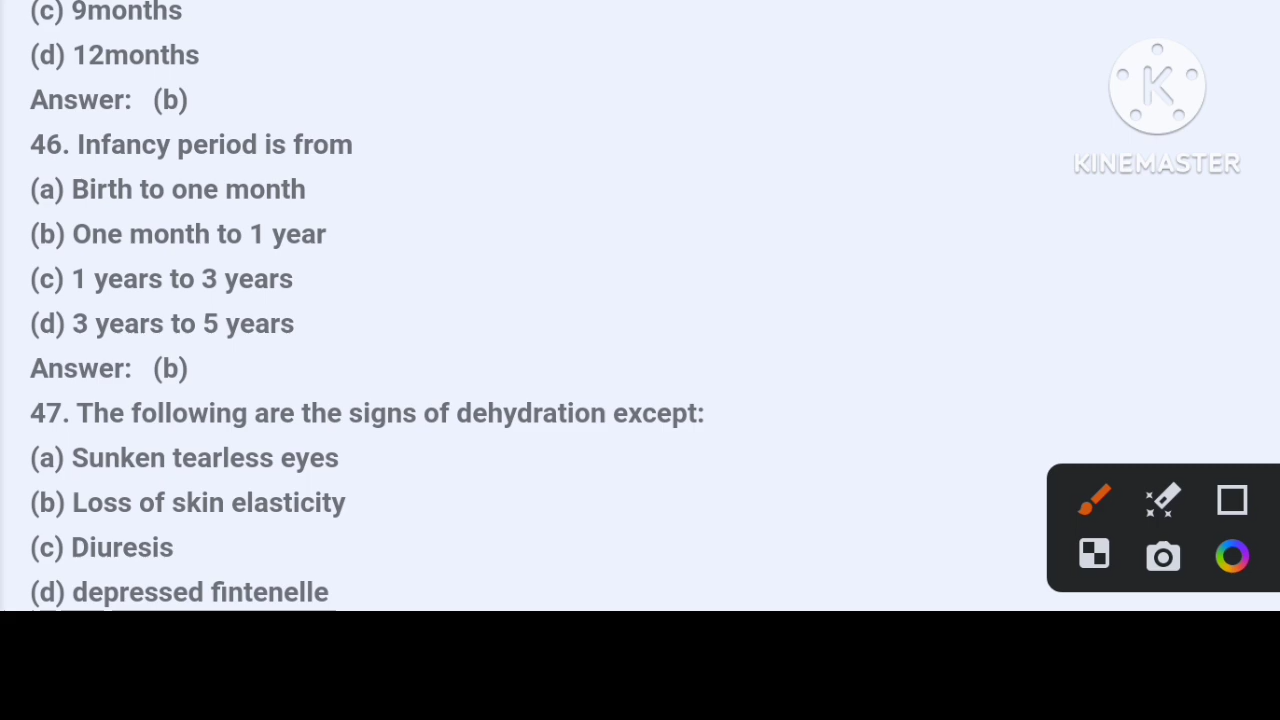 (c) 9months
(d) 12months
Answer: (b)
46. Infancy period is from
(a) Birth to one month
(b) One month to 1 year
(c) 1 years to 3 years
(d) 3 years to 5 years
Answer: (b)
47. The following are the signs of dehydration except:
(a) Sunken tearless eyes
(b) Loss of skin elasticity
(c) Diuresis
(d) depressed fintenelle
K
KINEMASTER